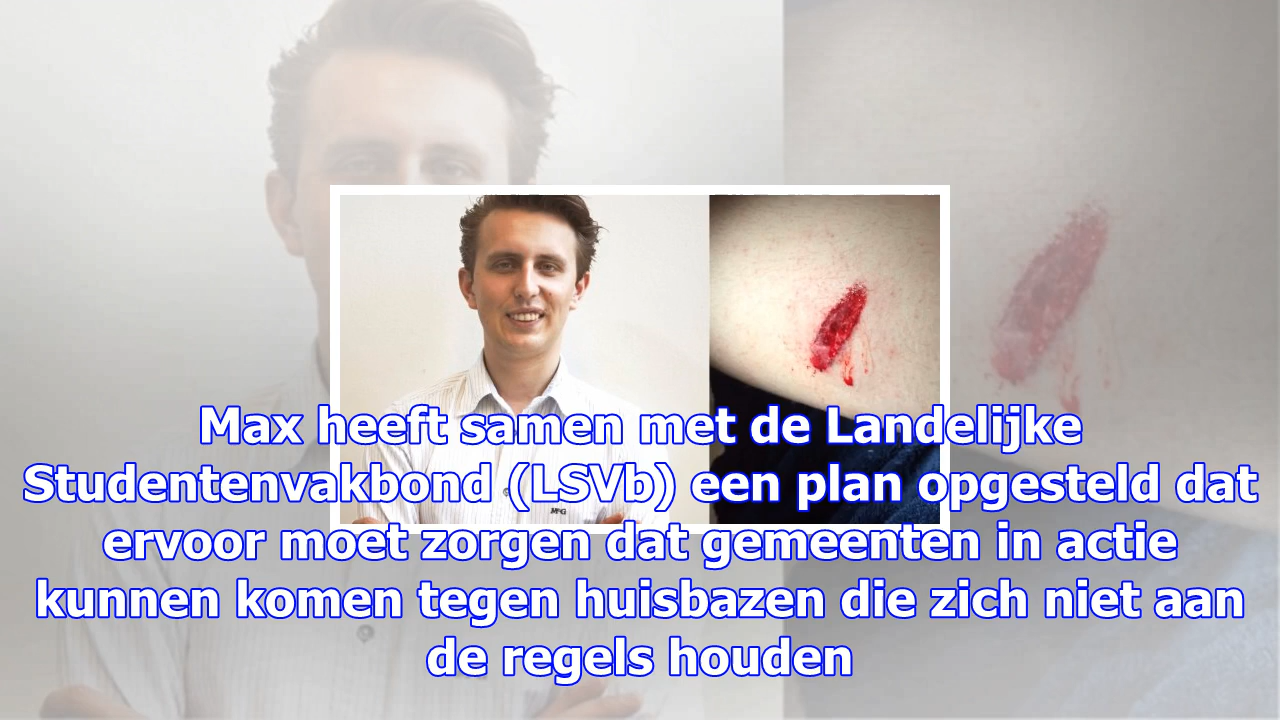 Max heeft samen met de Landelijke
Studentenvakbond (LSVb) een plan opgesteld dat
ervoor moet zorgen dat gemeenten in actie
kunnen komen tegen huisbazen die zich niet aan
de regels houden